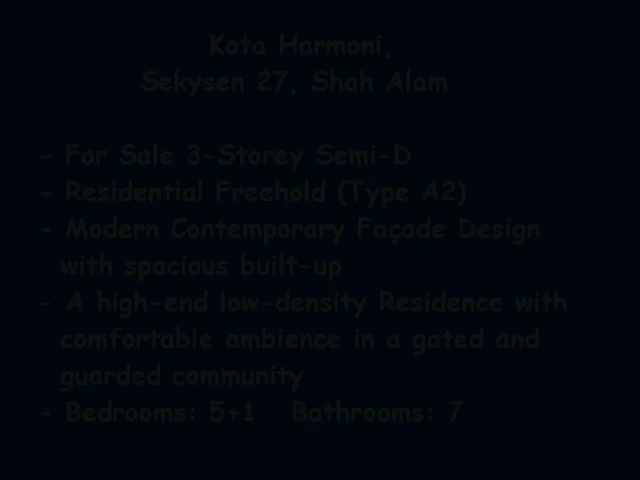 Kota Harmoni,
Sekysen 27, Shah Alam
- For Sale 3-Storey Semi-D
- Residential Freehold (Type A2)
- Modern Contemporary Façade Design
with spacious built-up
- A high-end low-density Residence with
comfortable ambience in a gated and
guarded community
- Bedrooms: 5+1 Bathrooms: 7